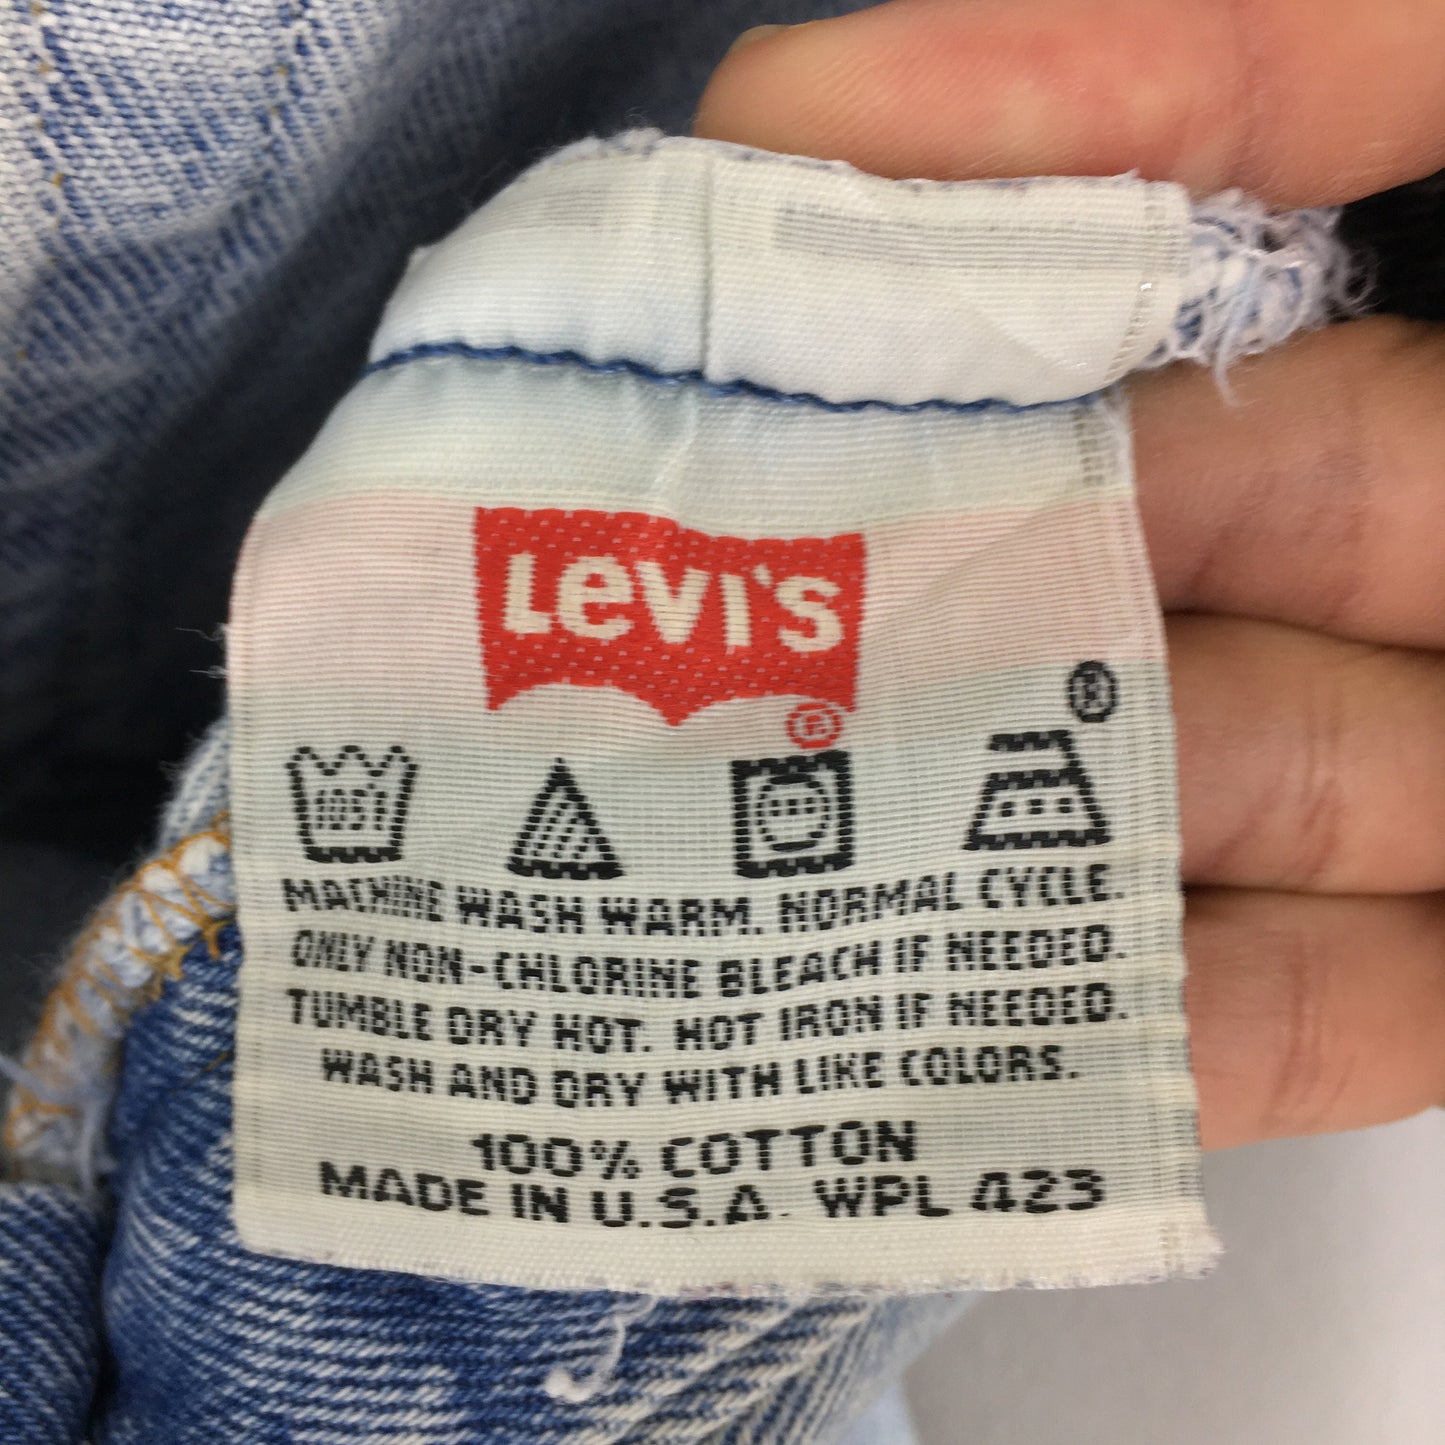 Levi's
®
®
105°F
MACHINE WASH WARM. NORMAL CYCLE.
ONLY NON-CHLORINE BLEACH IF NEEDED.
TUMBLE DRY HOT. HOT IRON IF NEEDED.
WASH AND DRY WITH LIKE COLORS.
100% COTTON
MADE IN U.S.A. WPL 423